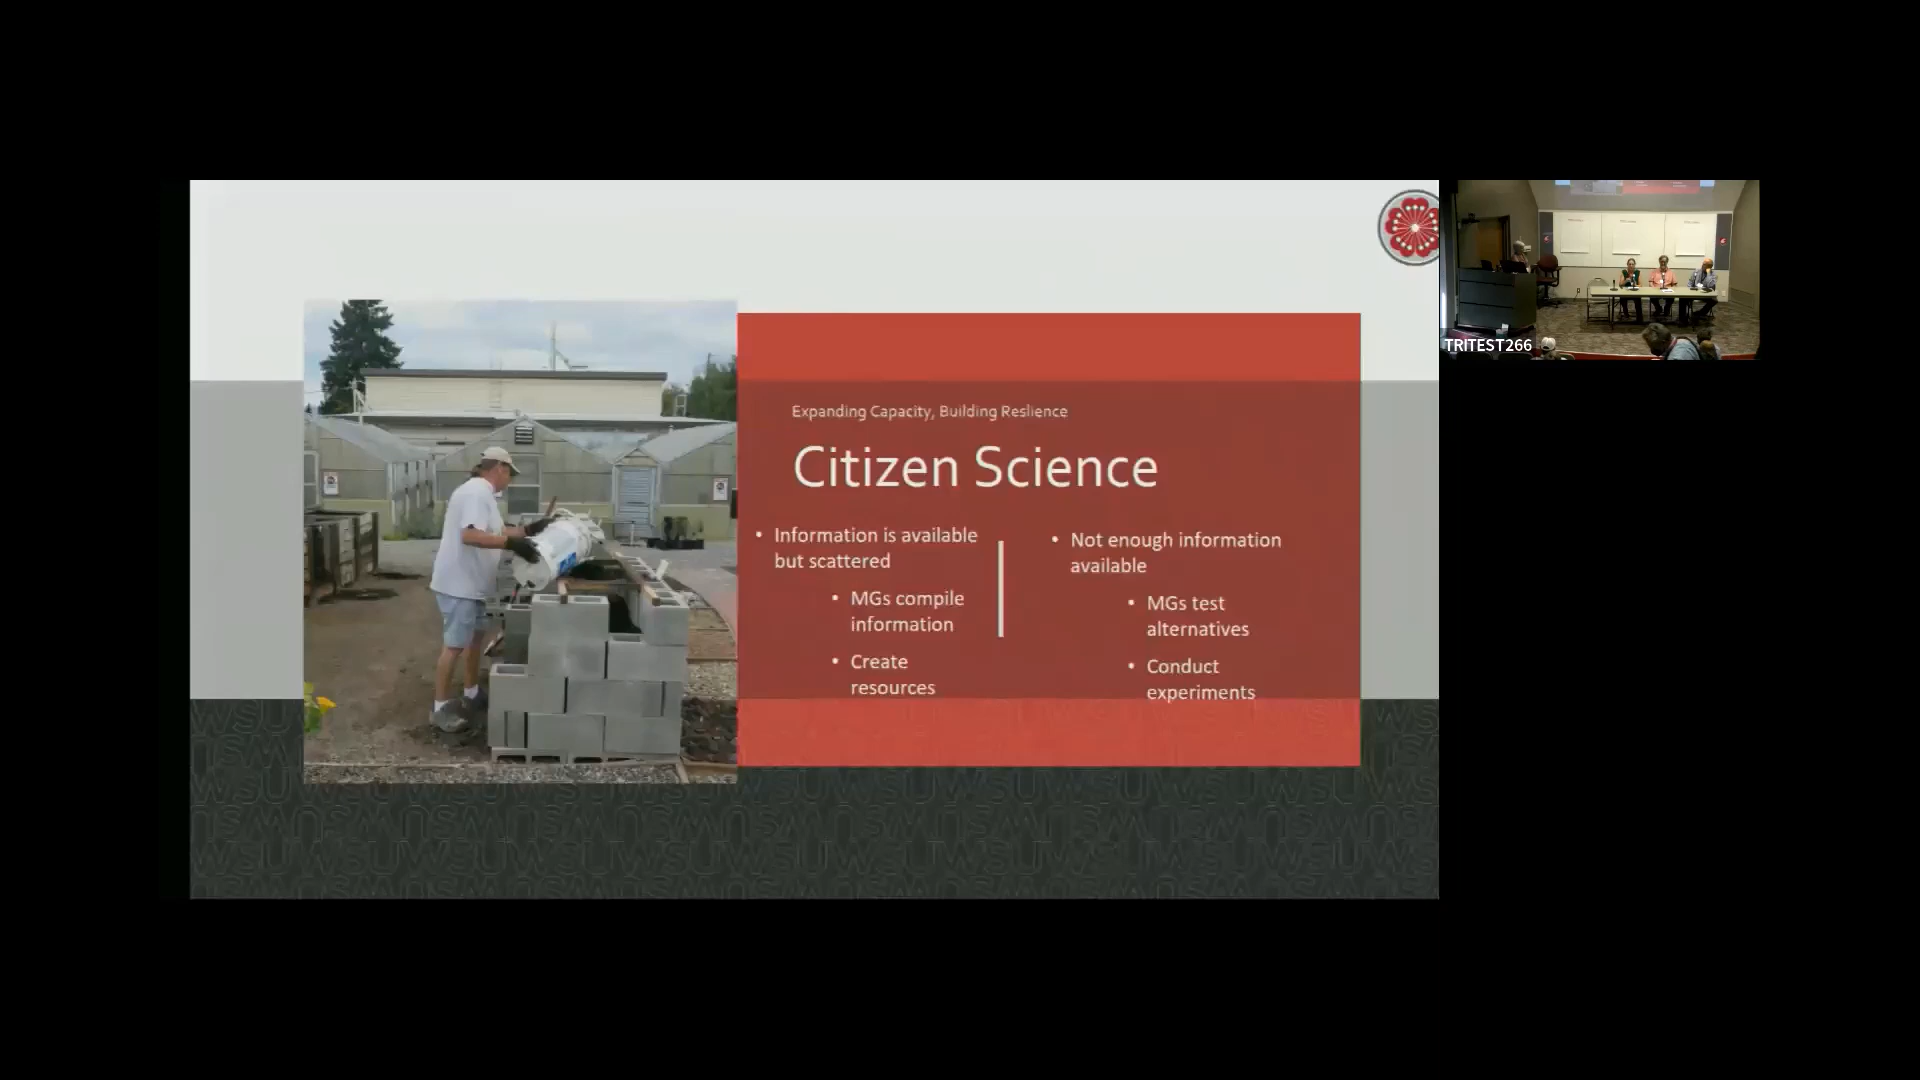 Expanding Capacity, Building Reslience
Citizen Science
• Information is available
but scattered
• MGs compile
information
• Create
resources
• Not enough information
available
• MGs test
alternatives
• Conduct
experiments
TRITEST266